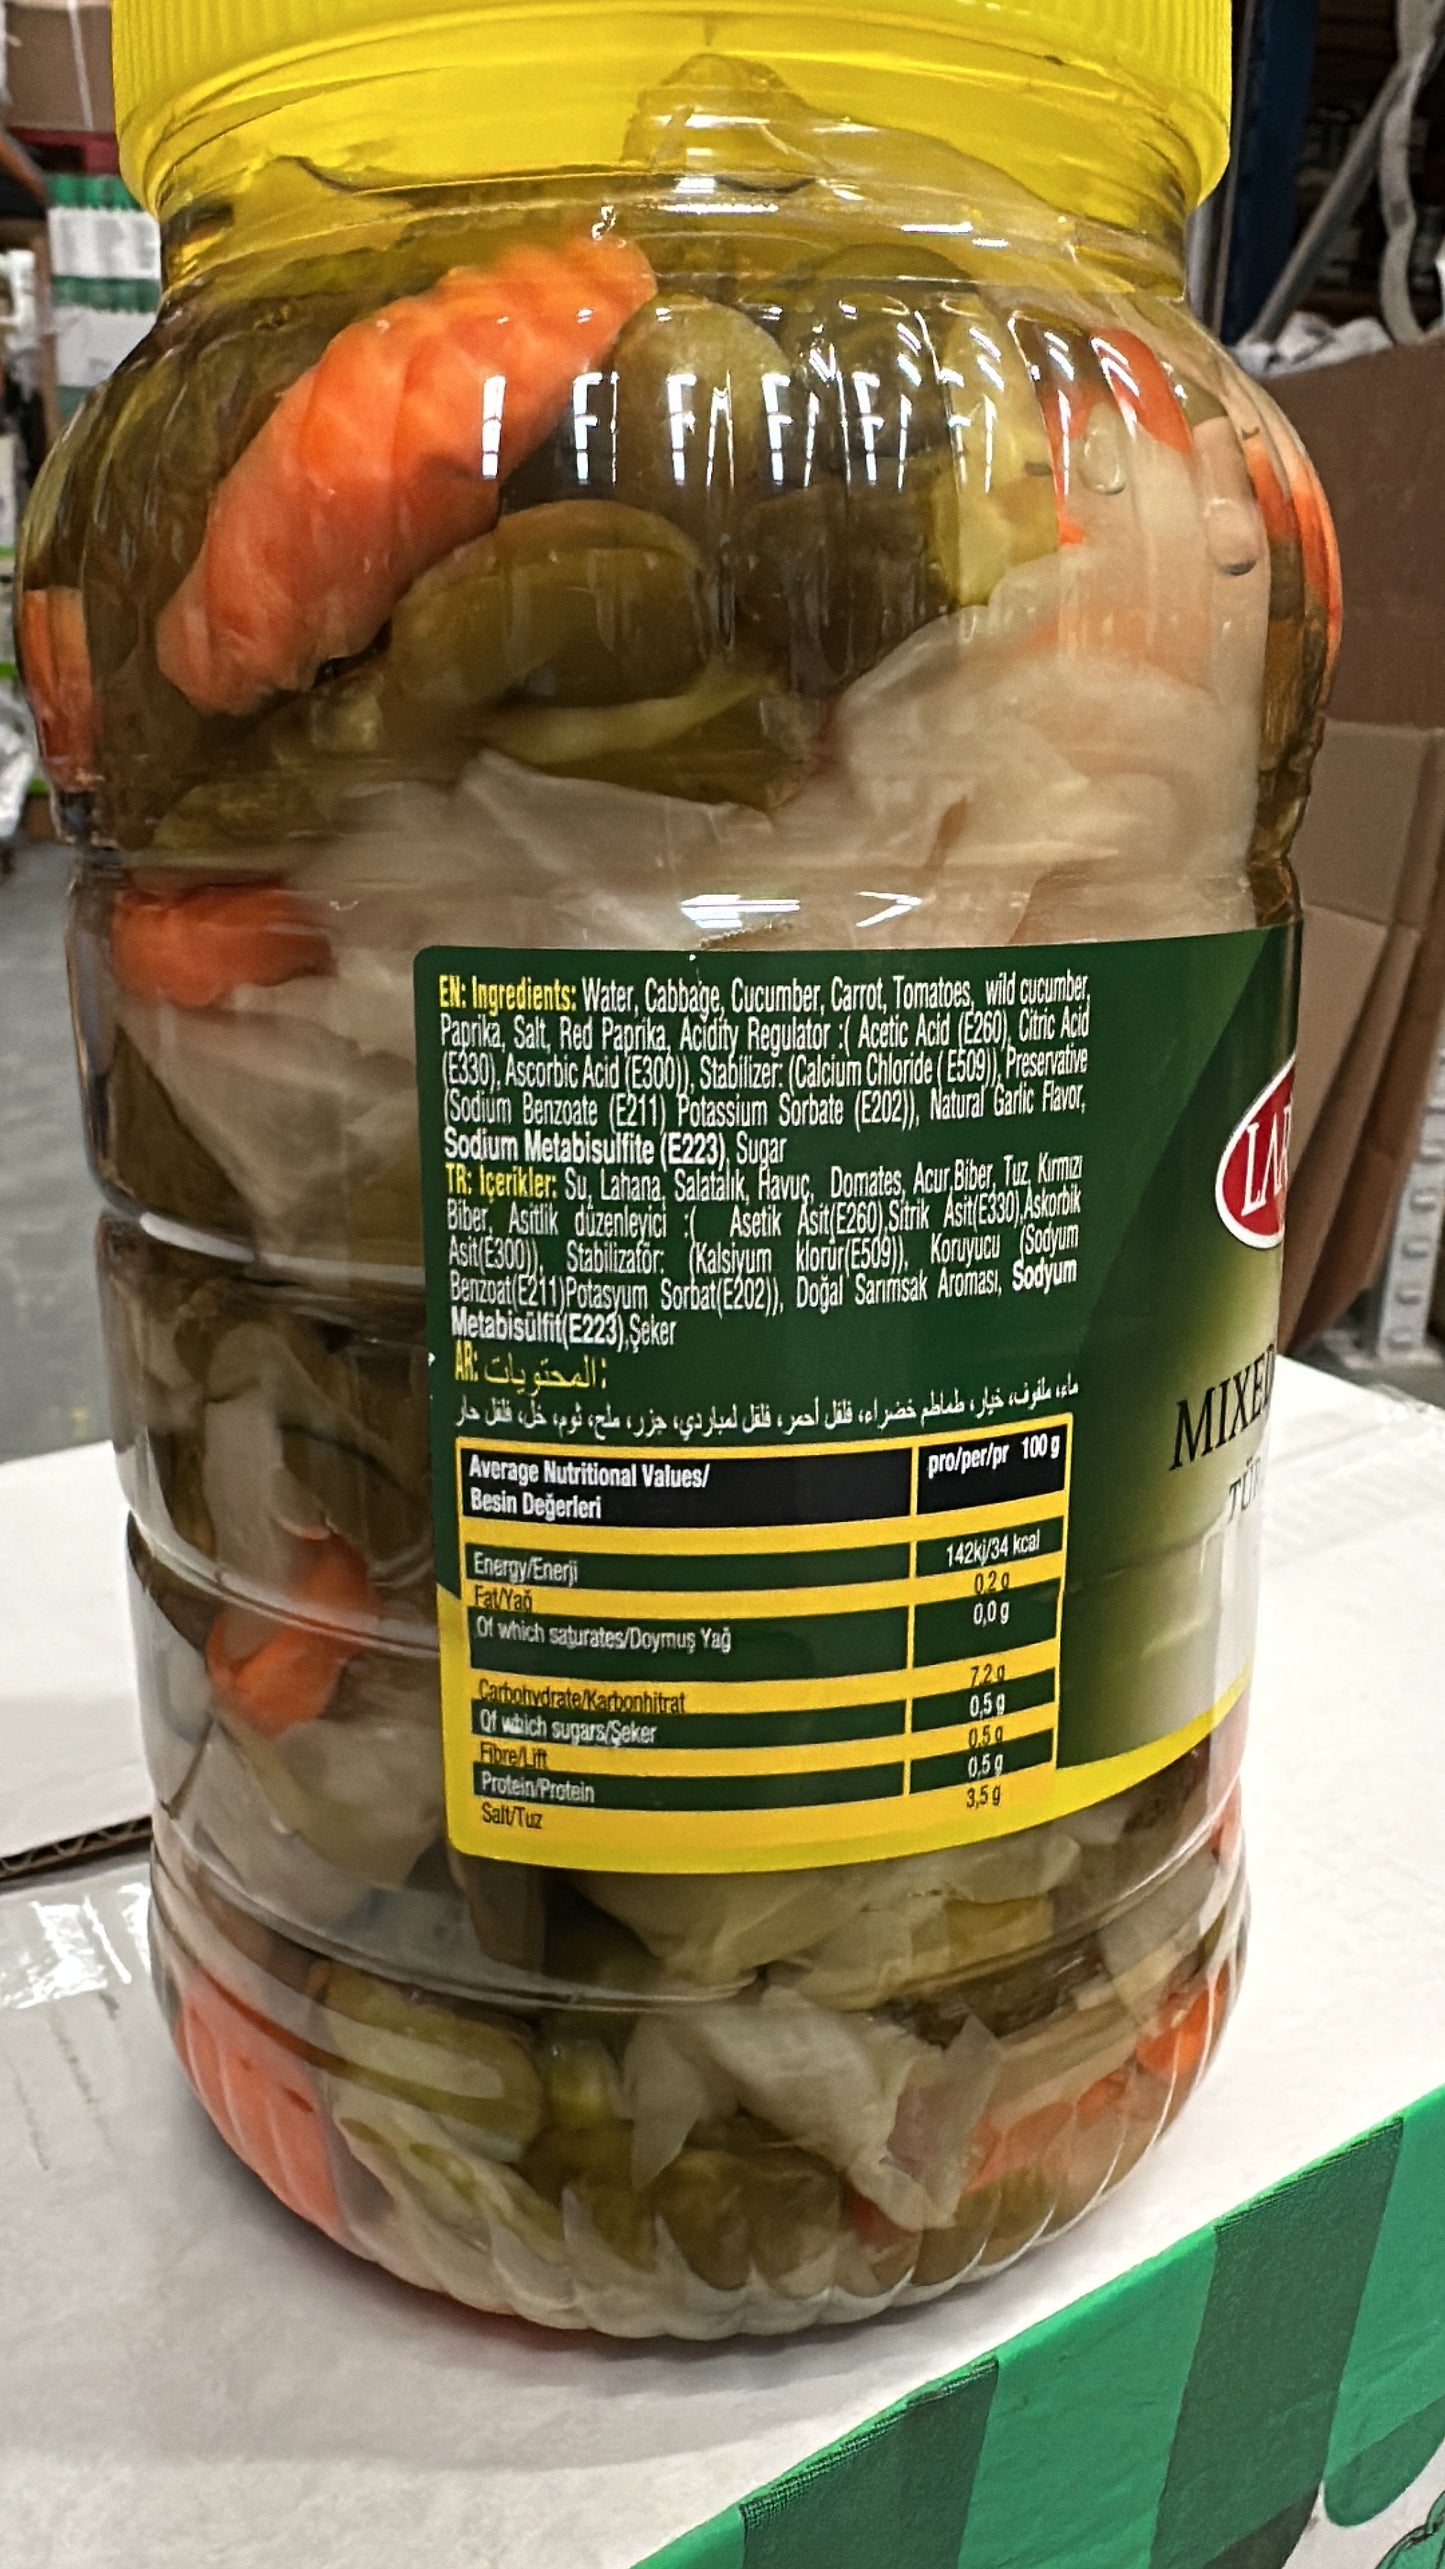 EN: Ingredients: Water, Cabbage, Cucumber, Carrot, Tomatoes, wild cucumber,
Paprika, Salt, Red Paprika, Acidity Regulator :( Acetic Acid (E260), Citric Acid
(E330), Ascorbic Acid (E300)), Stabilizer: (Calcium Chloride ( E509)), Preservative
(Sodium Benzoate (E211) Potassium Sorbate (E202)), Natural Garlic Flavor,
Sodium Metabisulfite (E223), Sugar
TR: İçerikler: Su, Lahana, Salatalık, Havuç, Domates, Acur,Biber, Tuz, Kırmızı
Biber, Asitlik düzenleyici :( Asetik Asit(E260),Sitrik Asit(E330),Askorbik
Asit(E300)), Stabilizatör: (Kalsiyum klorür(E509)), Koruyucu (Sodyum
Benzoat(E211)Potasyum Sorbat(E202)), Doğal Sarımsak Aroması, Sodyum
Metabisülfit(E223),Şeker
AR: المحتويات:
ماء، ملفوف، خيار، طماطم خضراء، فلفل أحمر، فلفل لمباردي، جزر، ملح، ثوم، خل، فلفل حار
Average Nutritional Values/ pro/per/pr 100 g
Besin Değerleri
Energy/Enerji 142kj/34 kcal
Fat/Yağ 0,2 g
Of which saturates/Doymuş Yağ 0,0 g
Carbohydrate/Karbonhitrat 7,2 g
Of which sugars/Şeker 0,5 g
Fibre/Lift 0,5 g
Protein/Protein 0,5 g
Salt/Tuz 3,5 g
MIXED